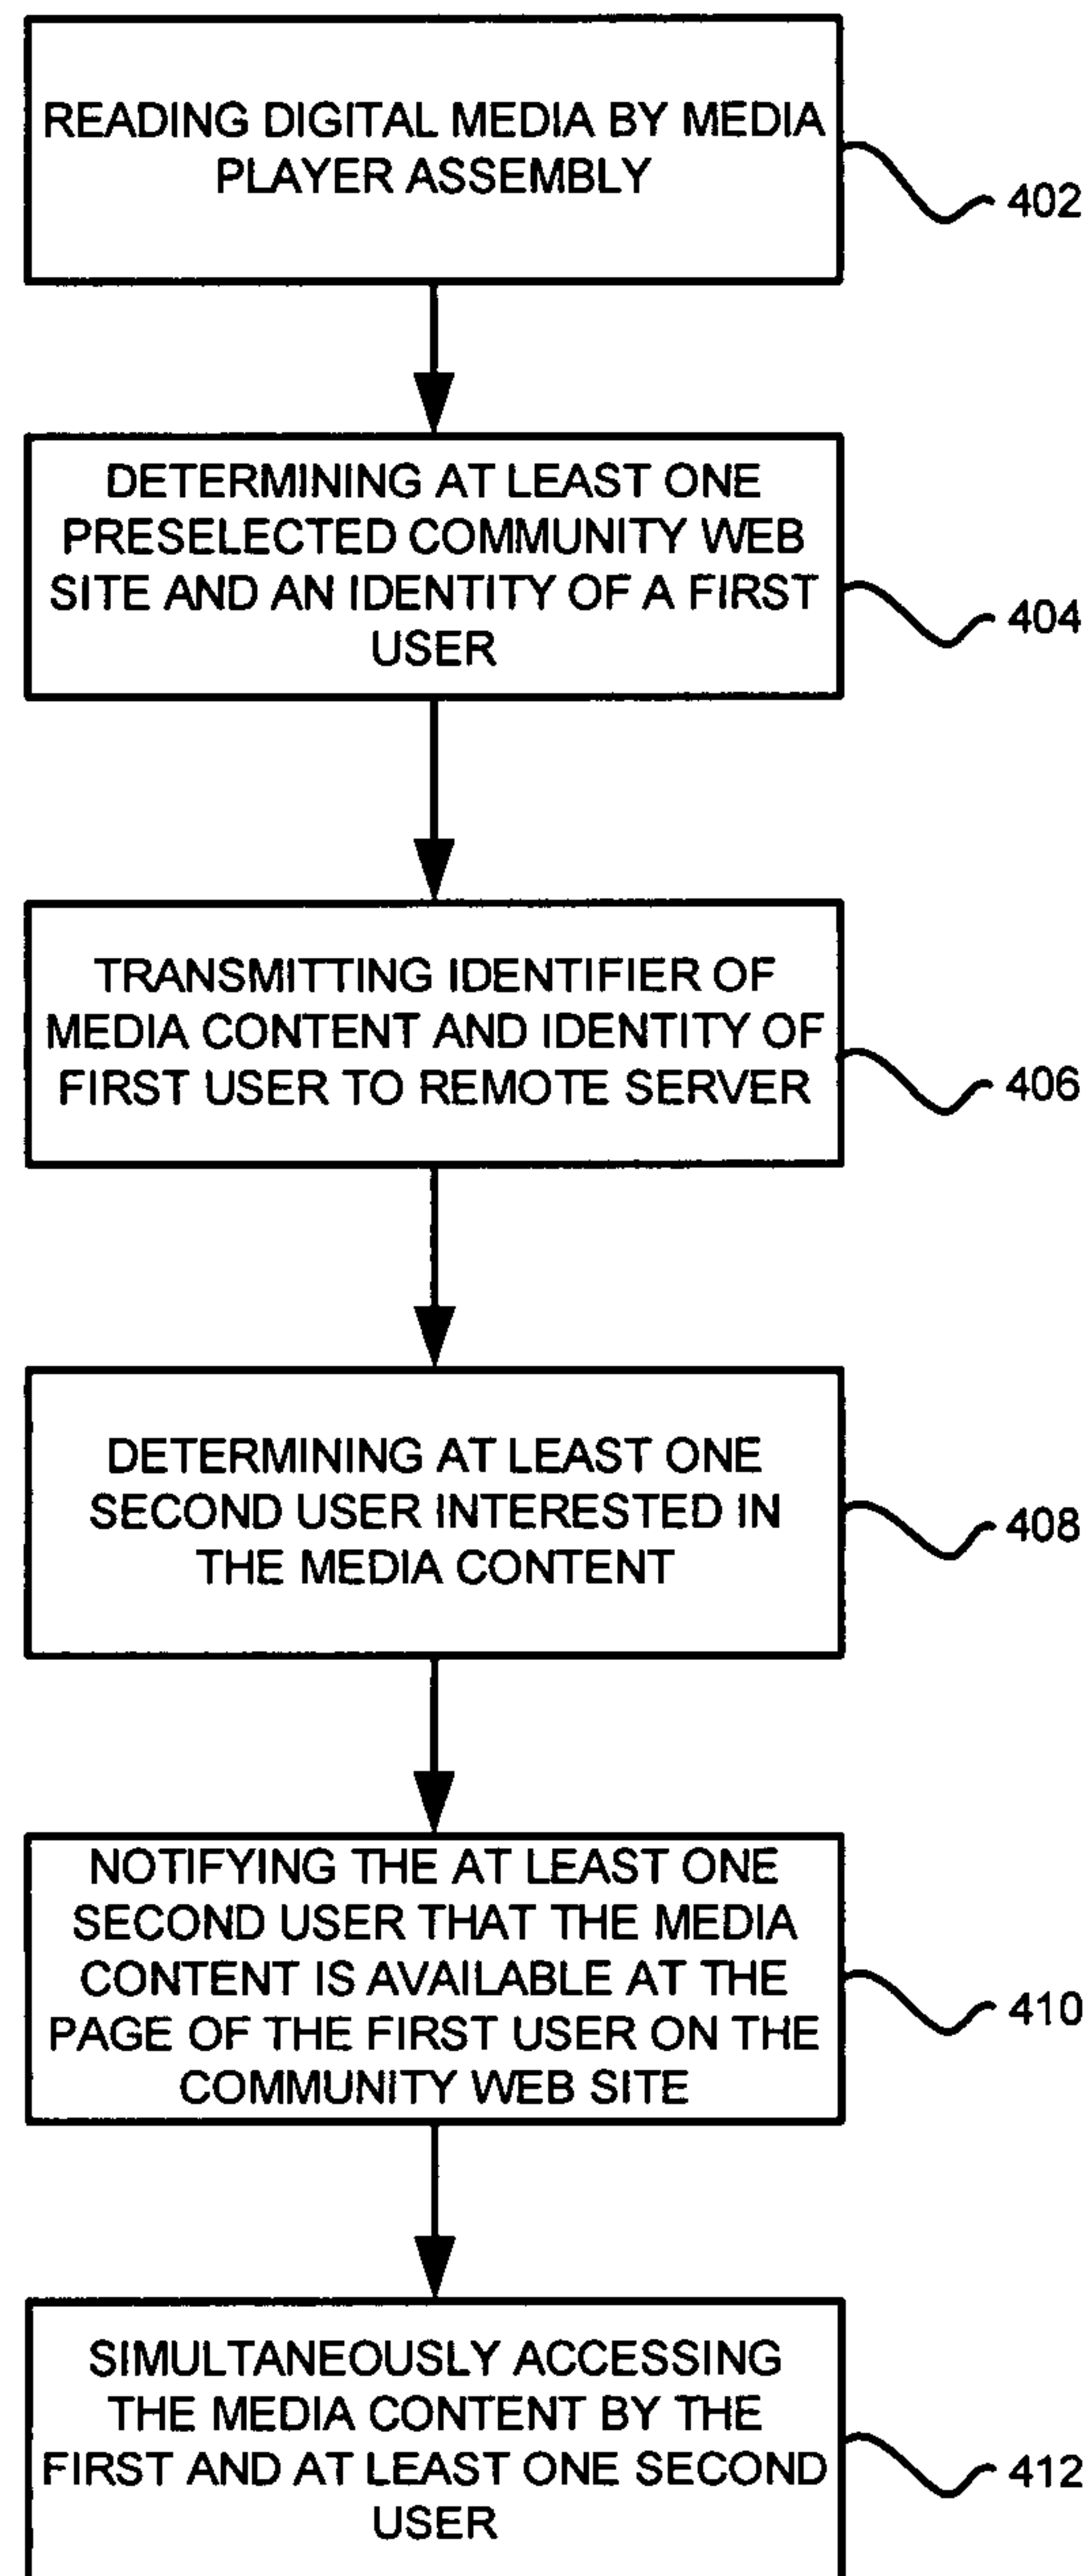 READING DIGITAL MEDIA BY MEDIA
PLAYER ASSEMBLY
402
DETERMINING AT LEAST ONE
PRESELECTED COMMUNITY WEB
SITE AND AN IDENTITY OF A FIRST
USER
404
TRANSMITTING IDENTIFIER OF
MEDIA CONTENT AND IDENTITY OF
FIRST USER TO REMOTE SERVER
406
DETERMINING AT LEAST ONE
SECOND USER INTERESTED IN
THE MEDIA CONTENT
408
NOTIFYING THE AT LEAST ONE
SECOND USER THAT THE MEDIA
CONTENT IS AVAILABLE AT THE
PAGE OF THE FIRST USER ON THE
COMMUNITY WEB SITE
410
SIMULTANEOUSLY ACCESSING
THE MEDIA CONTENT BY THE
FIRST AND AT LEAST ONE SECOND
USER
412